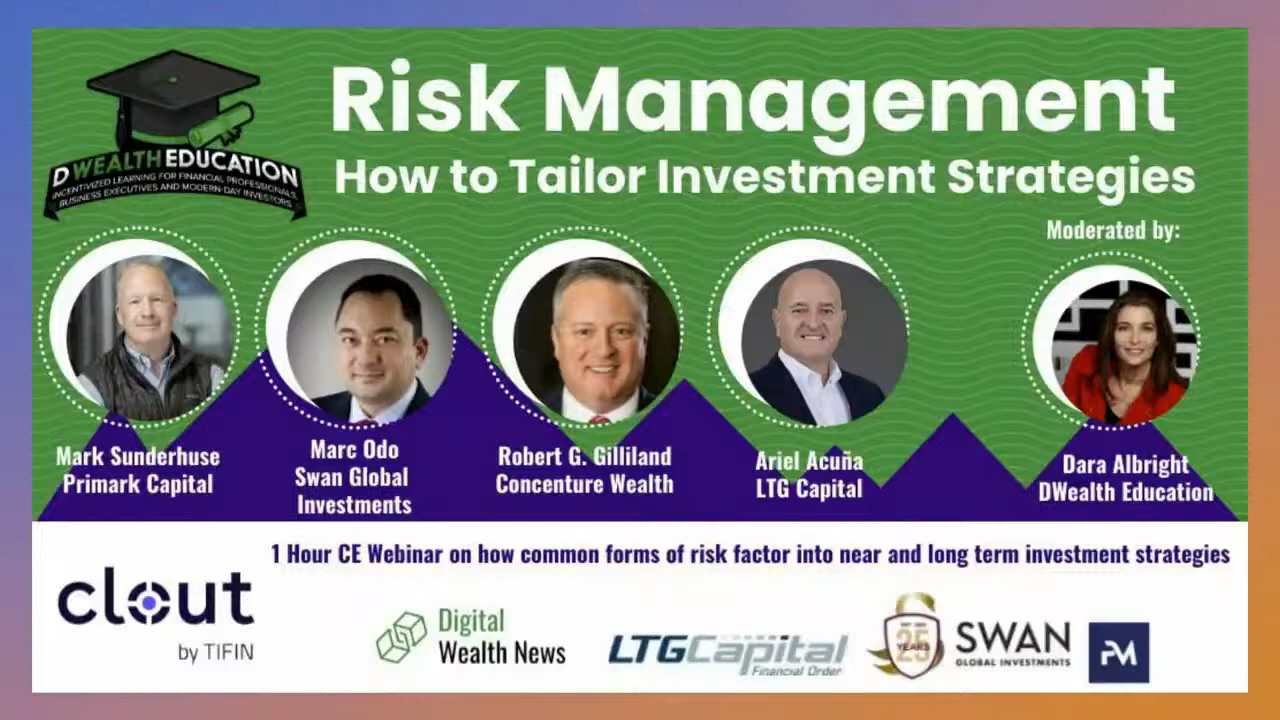 Risk Management
How to Tailor Investment Strategies
DWEALTH EDUCATION
INCENTIVIZED LEARNING FOR FINANCIAL PROFESSIONALS,
BUSINESS EXECUTIVES AND MODERN-DAY INVESTORS
Moderated by:
Mark Sunderhuse
Primark Capital
Marc Odo
Swan Global
Investments
Robert G. Gilliland
Concenture Wealth
Ariel Acuña
LTG Capital
Dara Albright
DWealth Education
1 Hour CE Webinar on how common forms of risk factor into near and long term investment strategies
clout
by TIFIN
Digital
Wealth News
LTGCapital
Financial Order
25
YEARS
SWAN
GLOBAL INVESTMENTS
PM